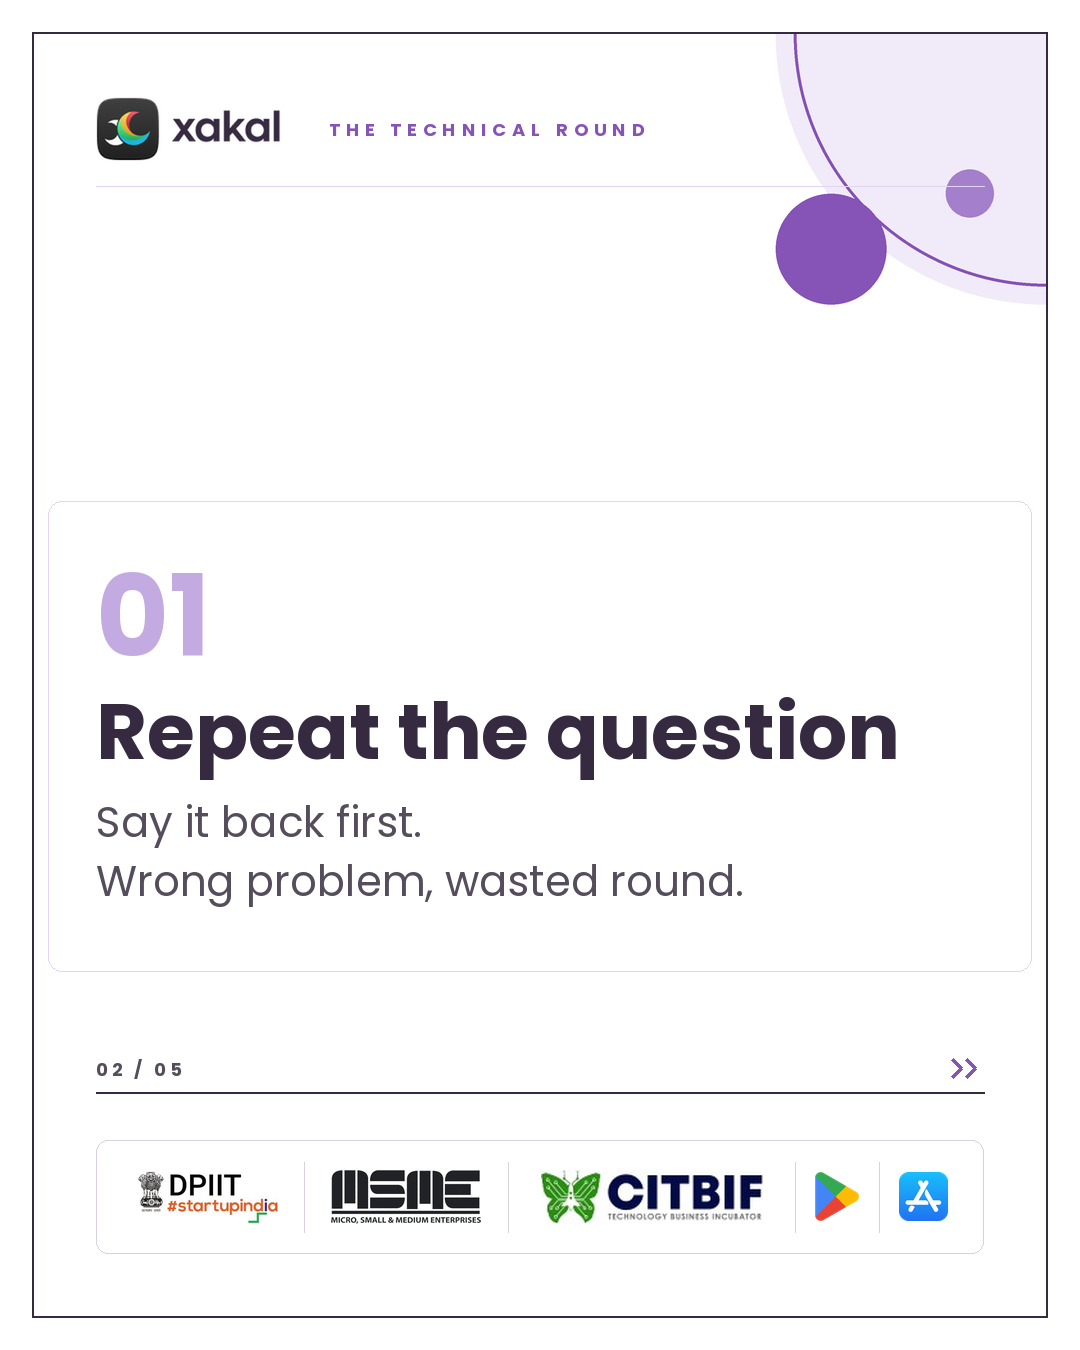 xakal
THE TECHNICAL ROUND
01
Repeat the question
Say it back first.
Wrong problem, wasted round.
02 / 05
DPIIT
#startupindia
MSME
MICRO, SMALL & MEDIUM ENTERPRISES
CITBIF
TECHNOLOGY BUSINESS INCUBATOR